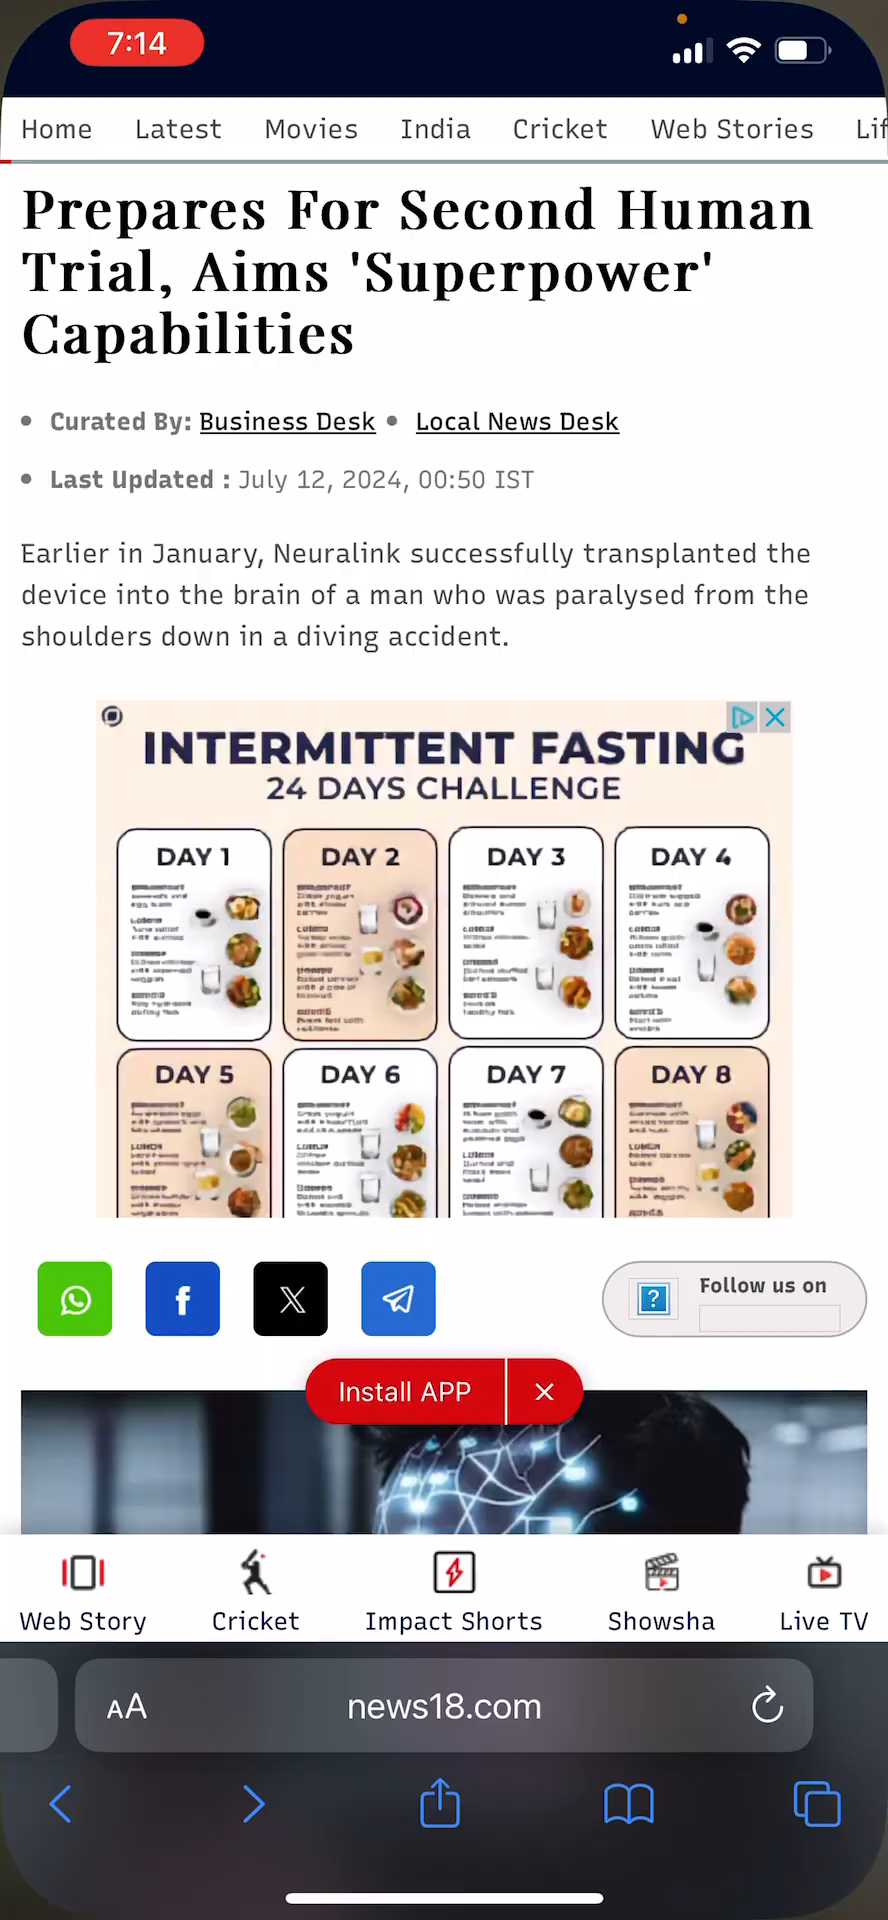 7:14
Home Latest Movies India Cricket Web Stories Lif
Prepares For Second Human
Trial, Aims 'Superpower'
Capabilities
• Curated By: Business Desk • Local News Desk
• Last Updated : July 12, 2024, 00:50 IST
Earlier in January, Neuralink successfully transplanted the
device into the brain of a man who was paralysed from the
shoulders down in a diving accident.
INTERMITTENT FASTING
24 DAYS CHALLENGE
DAY 1 DAY 2 DAY 3 DAY 4
DAY 5 DAY 6 DAY 7 DAY 8
Follow us on
Install APP
Web Story Cricket Impact Shorts Showsha Live TV
AA news18.com